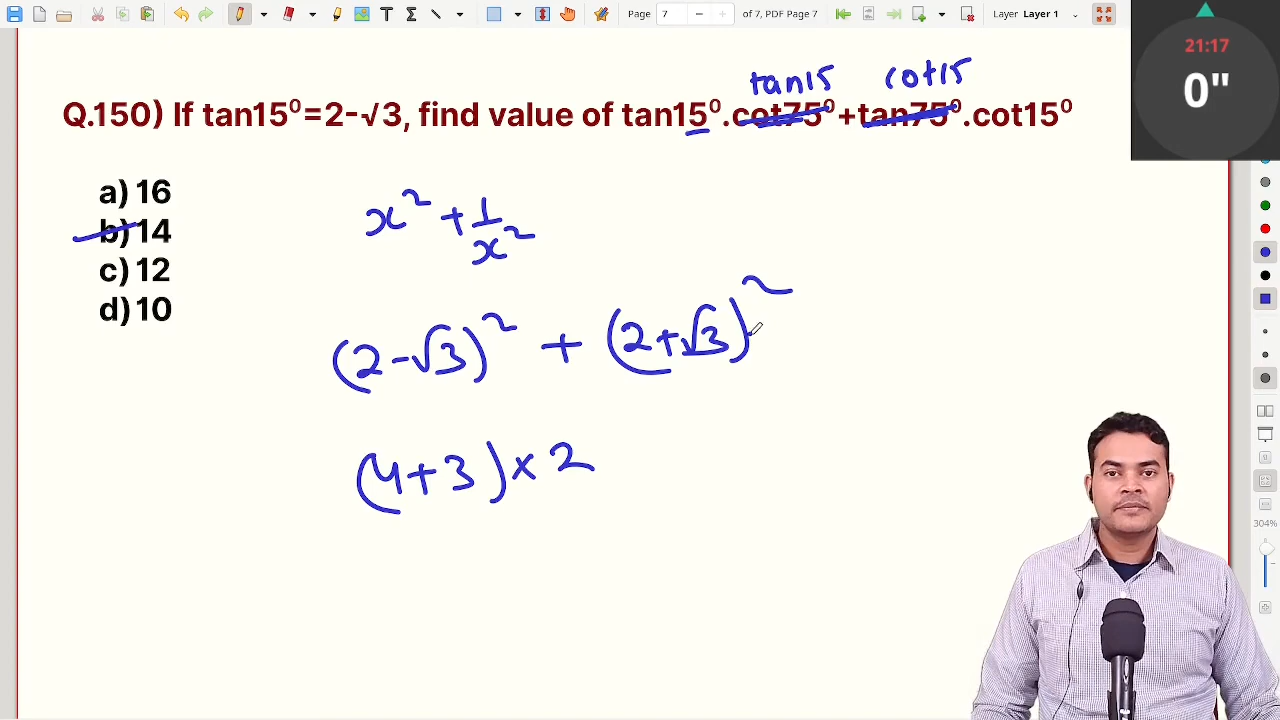 Page 7 of 7 PDF Page 7 Layer Layer 1
21:17
0"
tan15 cot15
Q.150) If tan15⁰=2-√3, find value of tan15⁰.cot75⁰+tan75⁰.cot15⁰
a) 16
b) 14
c) 12
d) 10
x² + 1/x²
(2-√3)² + (2+√3)²
(4+3)×2
304%